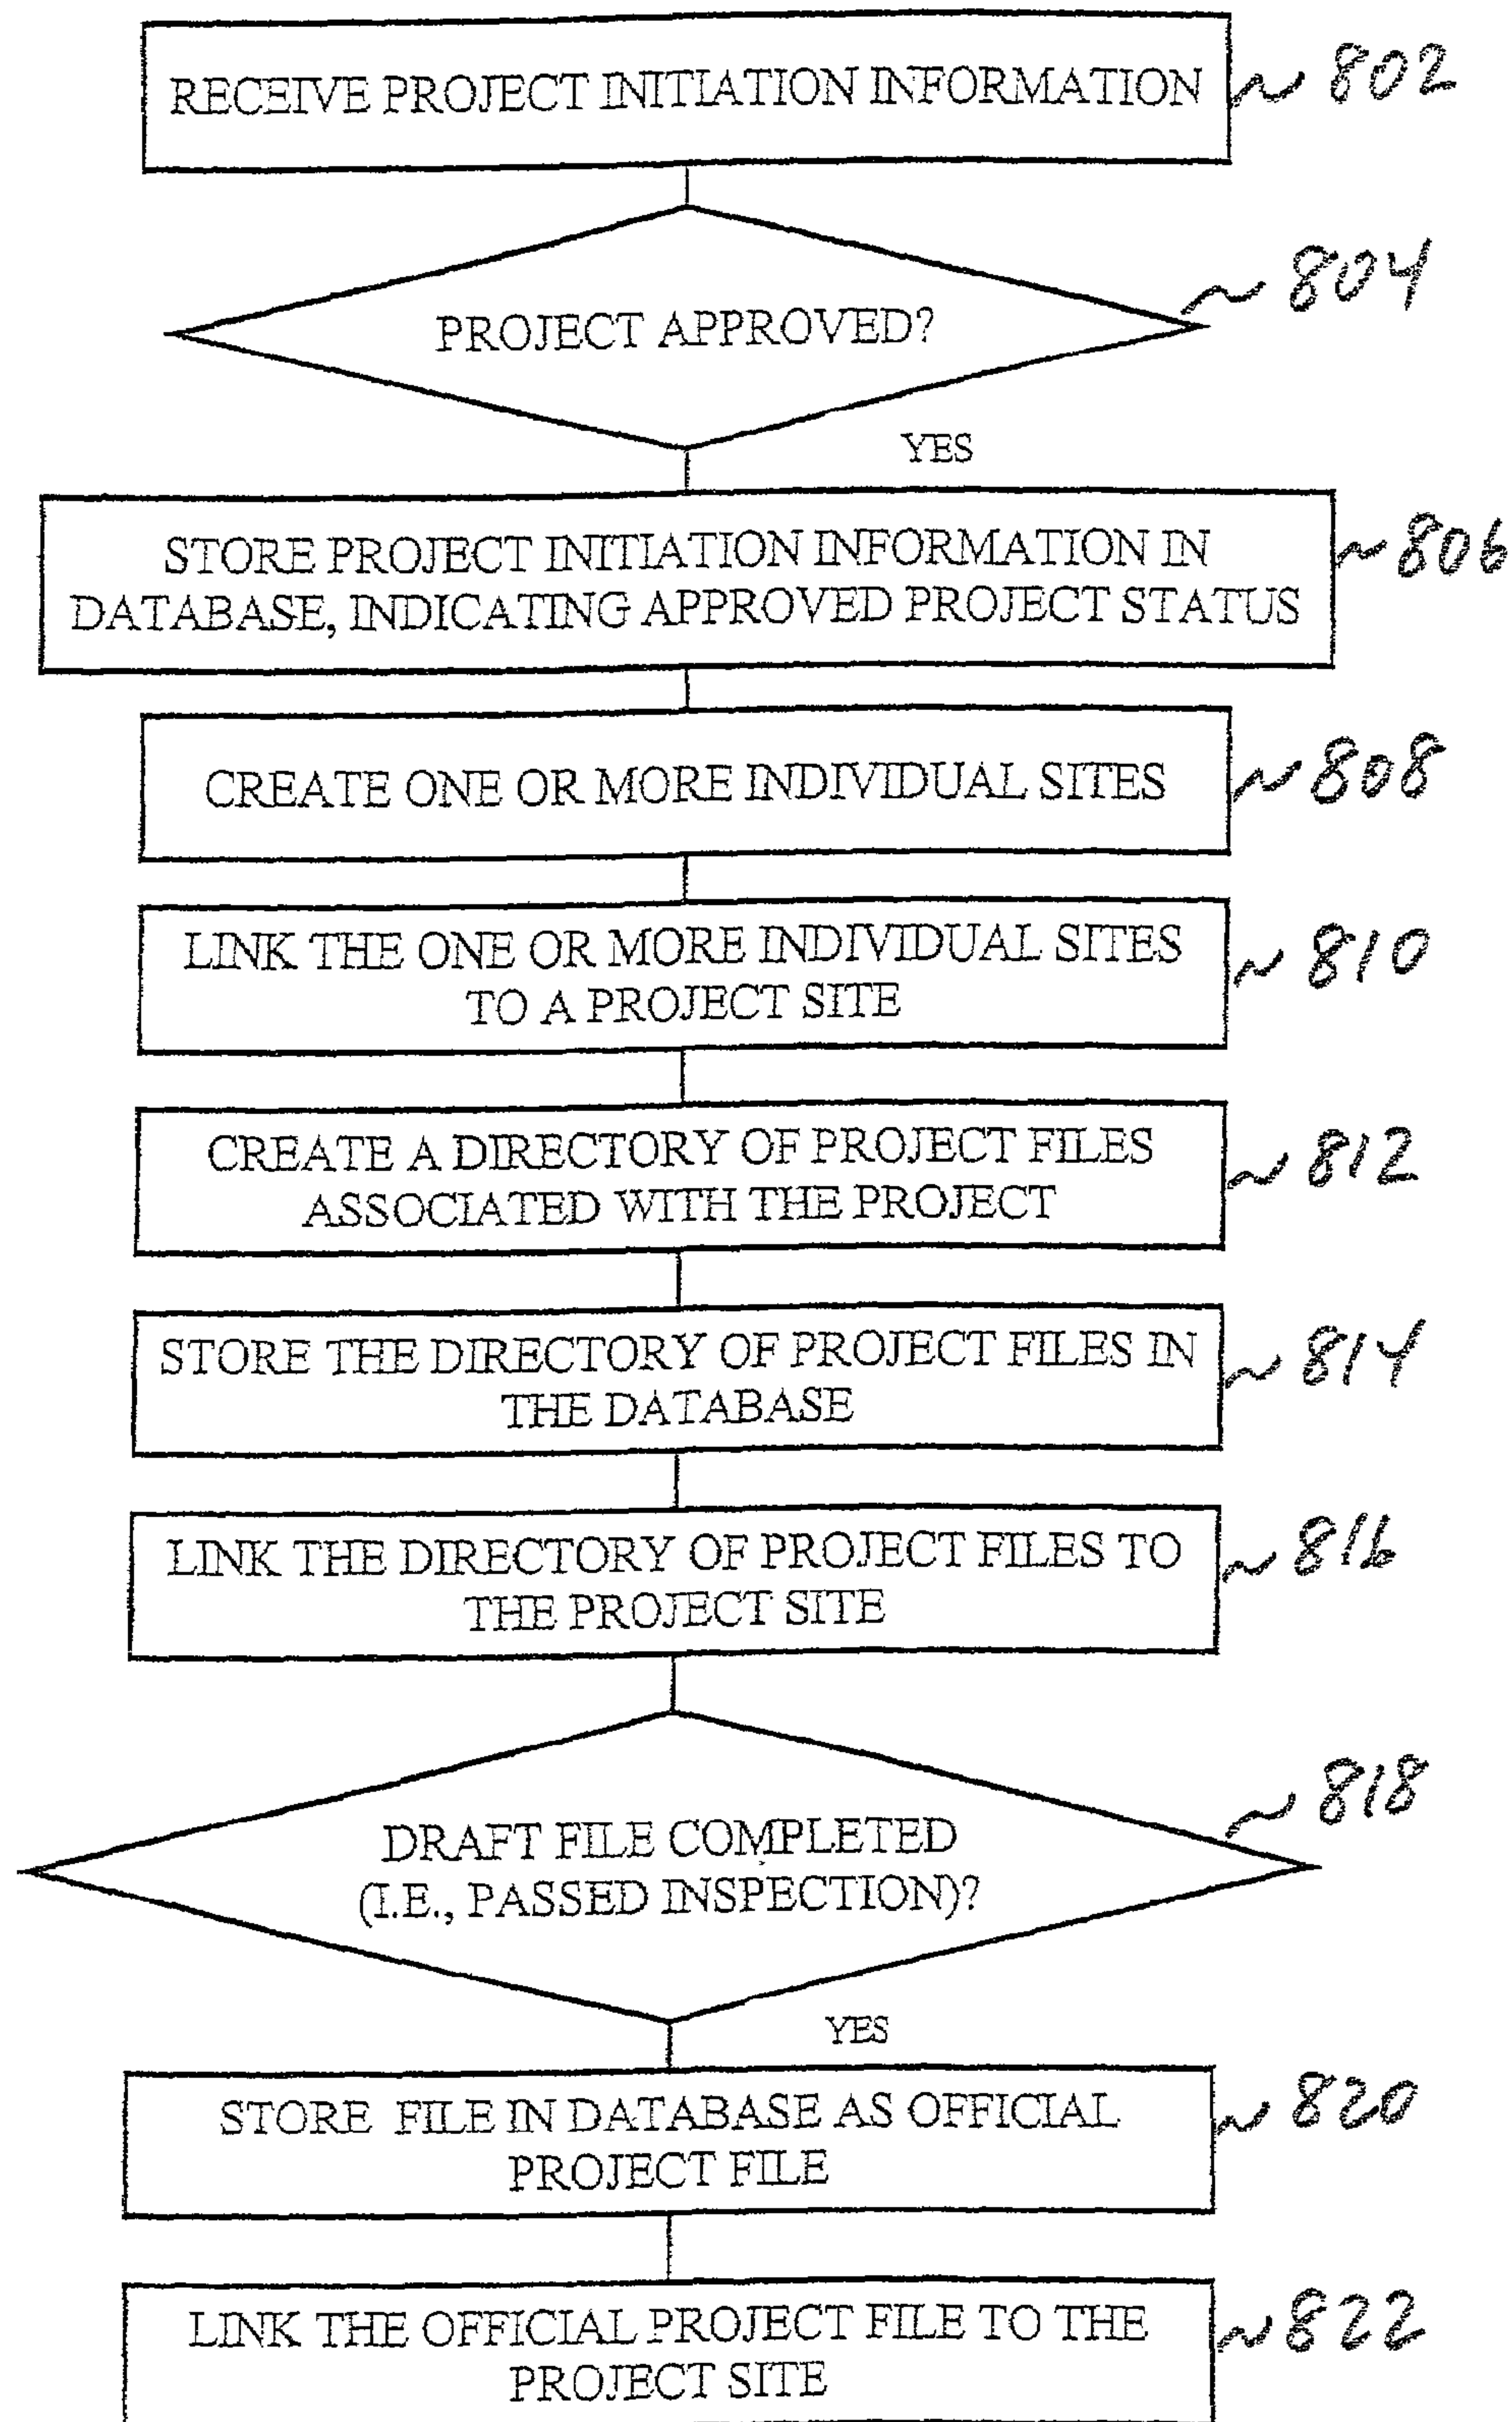 RECEIVE PROJECT INITIATION INFORMATION
~ 802
PROJECT APPROVED?
~ 804
YES
STORE PROJECT INITIATION INFORMATION IN
DATABASE, INDICATING APPROVED PROJECT STATUS
~ 806
CREATE ONE OR MORE INDIVIDUAL SITES
~ 808
LINK THE ONE OR MORE INDIVIDUAL SITES
TO A PROJECT SITE
~ 810
CREATE A DIRECTORY OF PROJECT FILES
ASSOCIATED WITH THE PROJECT
~ 812
STORE THE DIRECTORY OF PROJECT FILES IN
THE DATABASE
~ 814
LINK THE DIRECTORY OF PROJECT FILES TO
THE PROJECT SITE
~ 816
DRAFT FILE COMPLETED
(I.E., PASSED INSPECTION)?
~ 818
YES
STORE FILE IN DATABASE AS OFFICIAL
PROJECT FILE
~ 820
LINK THE OFFICIAL PROJECT FILE TO THE
PROJECT SITE
~ 822